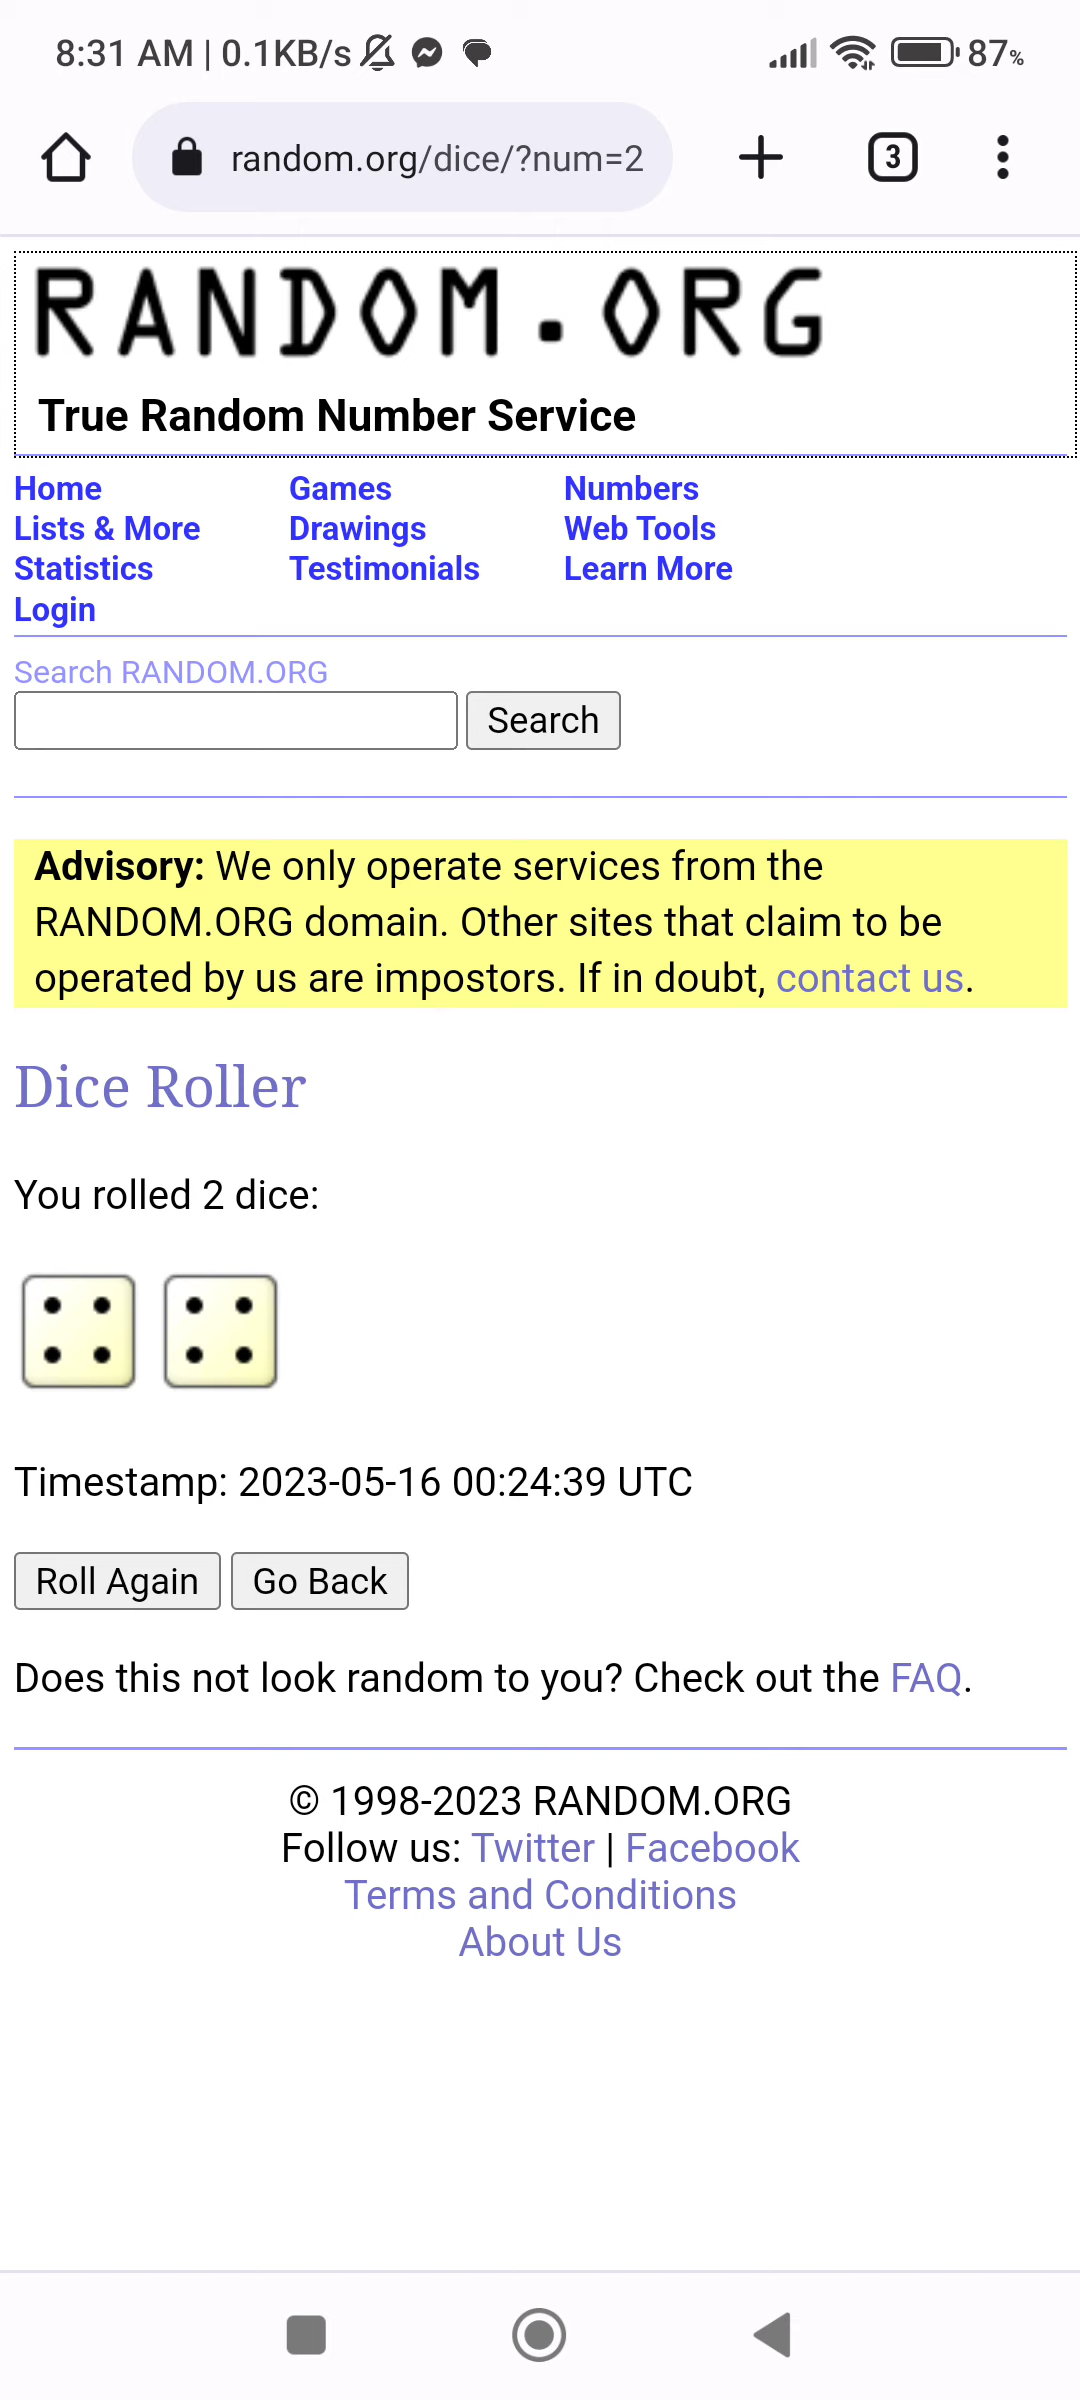 8:31 AM | 0.1KB/s 87%
random.org/dice/?num=2 3
RANDOM.ORG
True Random Number Service
Home Games Numbers
Lists & More Drawings Web Tools
Statistics Testimonials Learn More
Login
Search RANDOM.ORG
Search
Advisory: We only operate services from the
RANDOM.ORG domain. Other sites that claim to be
operated by us are impostors. If in doubt, contact us.
Dice Roller
You rolled 2 dice:
Timestamp: 2023-05-16 00:24:39 UTC
Roll Again Go Back
Does this not look random to you? Check out the FAQ.
© 1998-2023 RANDOM.ORG
Follow us: Twitter | Facebook
Terms and Conditions
About Us